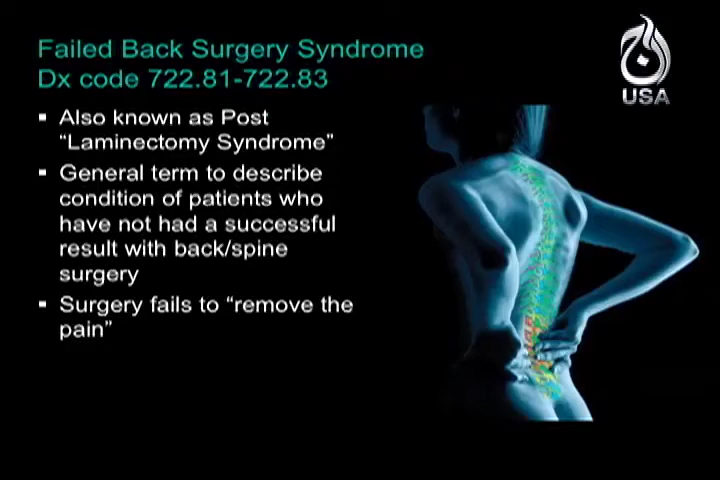 Failed Back Surgery Syndrome
Dx code 722.81-722.83
▪ Also known as Post
“Laminectomy Syndrome”
▪ General term to describe
condition of patients who
have not had a successful
result with back/spine
surgery
▪ Surgery fails to “remove the
pain”
USA